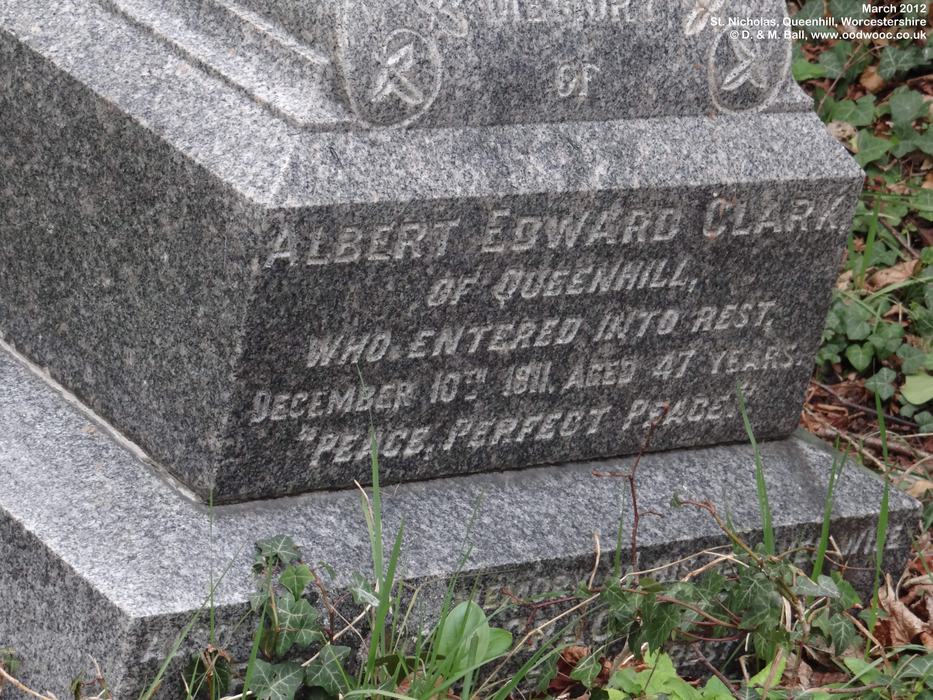 March 2012
St. Nicholas, Queenhill, Worcestershire
© D. & M. Ball, www.oodwooc.co.uk
MEMORY
OF
ALBERT EDWARD CLARK
OF QUEENHILL,
WHO ENTERED INTO REST,
DECEMBER 10TH 1911, AGED 47 YEARS.
"PEACE, PERFECT PEACE."